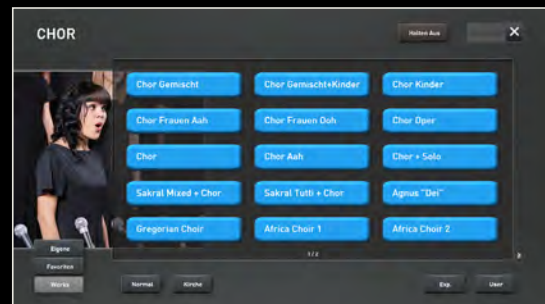 CHOR
Halten Aus
Chor Gemischt
Chor Gemischt+Kinder
Chor Kinder
Chor Frauen Aah
Chor Frauen Ooh
Chor Oper
Chor
Chor Aah
Chor + Solo
Sakral Mixed + Chor
Sakral Tutti + Chor
Agnus "Dei"
Gregorian Choir
Africa Choir 1
Africa Choir 2
1/2
Eigene
Favoriten
Werks
Normal
Kirche
Exp.
User